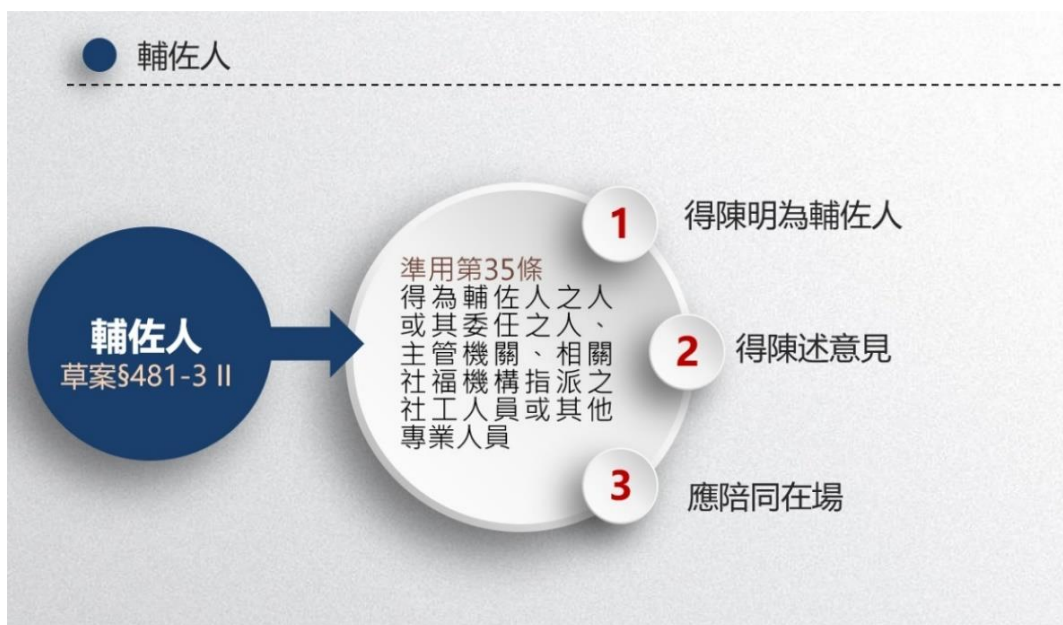 輔佐人
輔佐人
草案§481-3 II
準用第35條
得為輔佐人之人
或其委任之人、
主管機關、相關
社福機構指派之
社工人員或其他
專業人員
1
得陳明為輔佐人
2
得陳述意見
3
應陪同在場